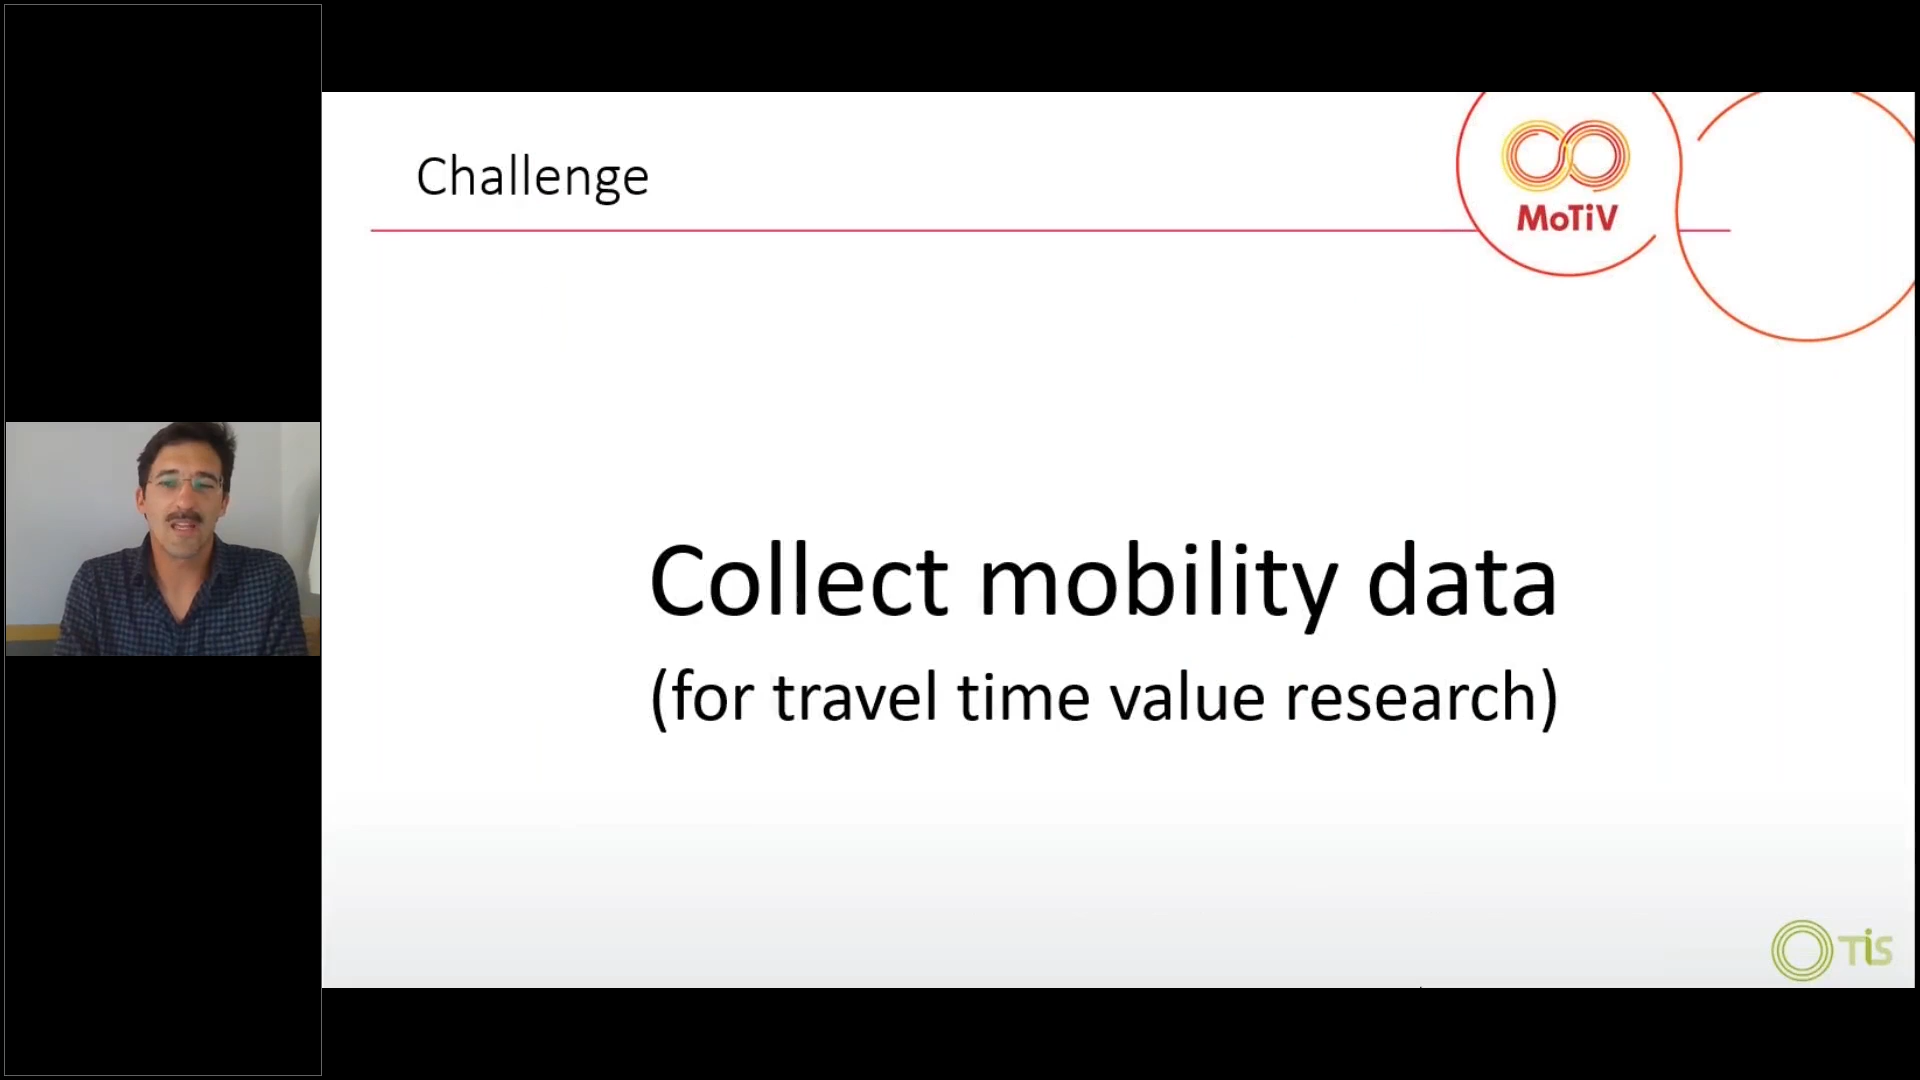 Challenge
MoTiV
Collect mobility data
(for travel time value research)
TiS